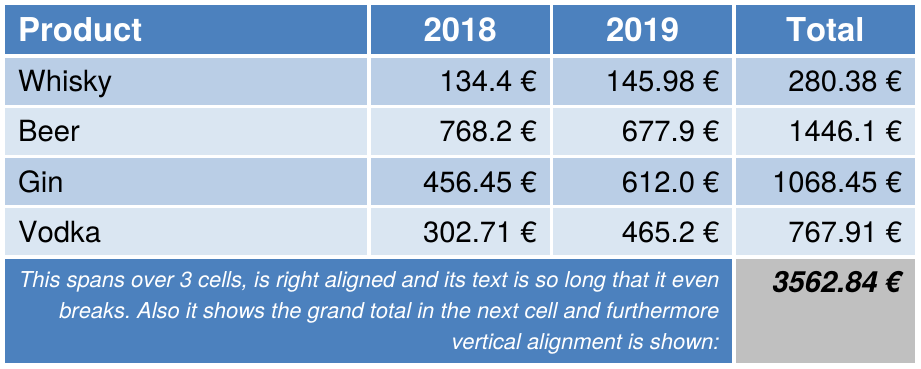 Product 2018 2019 Total
Whisky 134.4 € 145.98 € 280.38 €
Beer 768.2 € 677.9 € 1446.1 €
Gin 456.45 € 612.0 € 1068.45 €
Vodka 302.71 € 465.2 € 767.91 €
This spans over 3 cells, is right aligned and its text is so long that it even 3562.84 €
breaks. Also it shows the grand total in the next cell and furthermore
vertical alignment is shown: